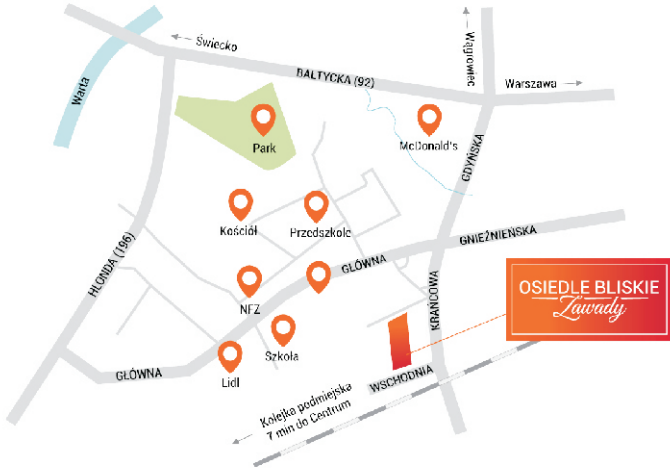 Świecko
Wągrowiec
Warta
BAŁTYCKA (92)
Warszawa
Park
McDonald's
GDYŃSKA
Kościół
Przedszkole
GNIEŹNIEŃSKA
HLONDA (196)
GŁÓWNA
NFZ
KRAŃCOWA
OSIEDLE BLISKIE
Zawady
Szkoła
Lidl
GŁÓWNA
WSCHODNIA
Kolejka podmiejska
7 min do Centrum